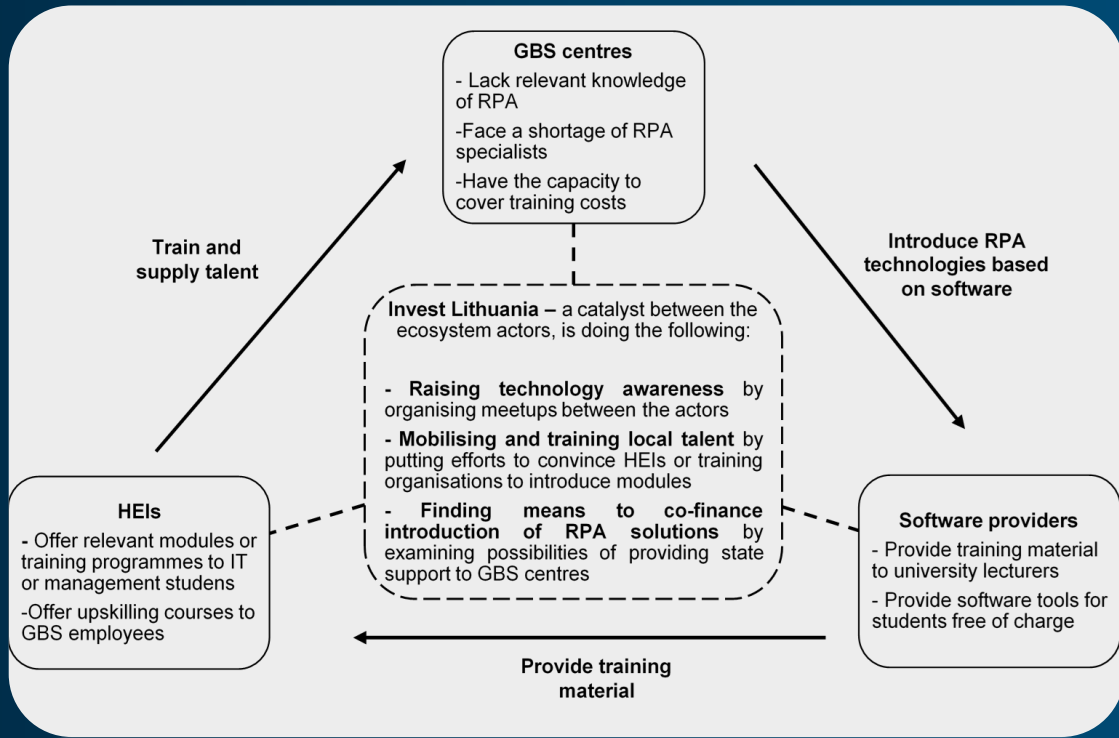 GBS centres
- Lack relevant knowledge
of RPA
-Face a shortage of RPA
specialists
-Have the capacity to
cover training costs
Train and
supply talent
Introduce RPA
technologies based
on software
Invest Lithuania – a catalyst between the
ecosystem actors, is doing the following:
- Raising technology awareness by
organising meetups between the actors
- Mobilising and training local talent by
putting efforts to convince HEIs or training
organisations to introduce modules
- Finding means to co-finance
introduction of RPA solutions by
examining possibilities of providing state
support to GBS centres
HEIs
- Offer relevant modules or
training programmes to IT
or management studens
-Offer upskilling courses to
GBS employees
Software providers
- Provide training material
to university lecturers
- Provide software tools for
students free of charge
Provide training
material